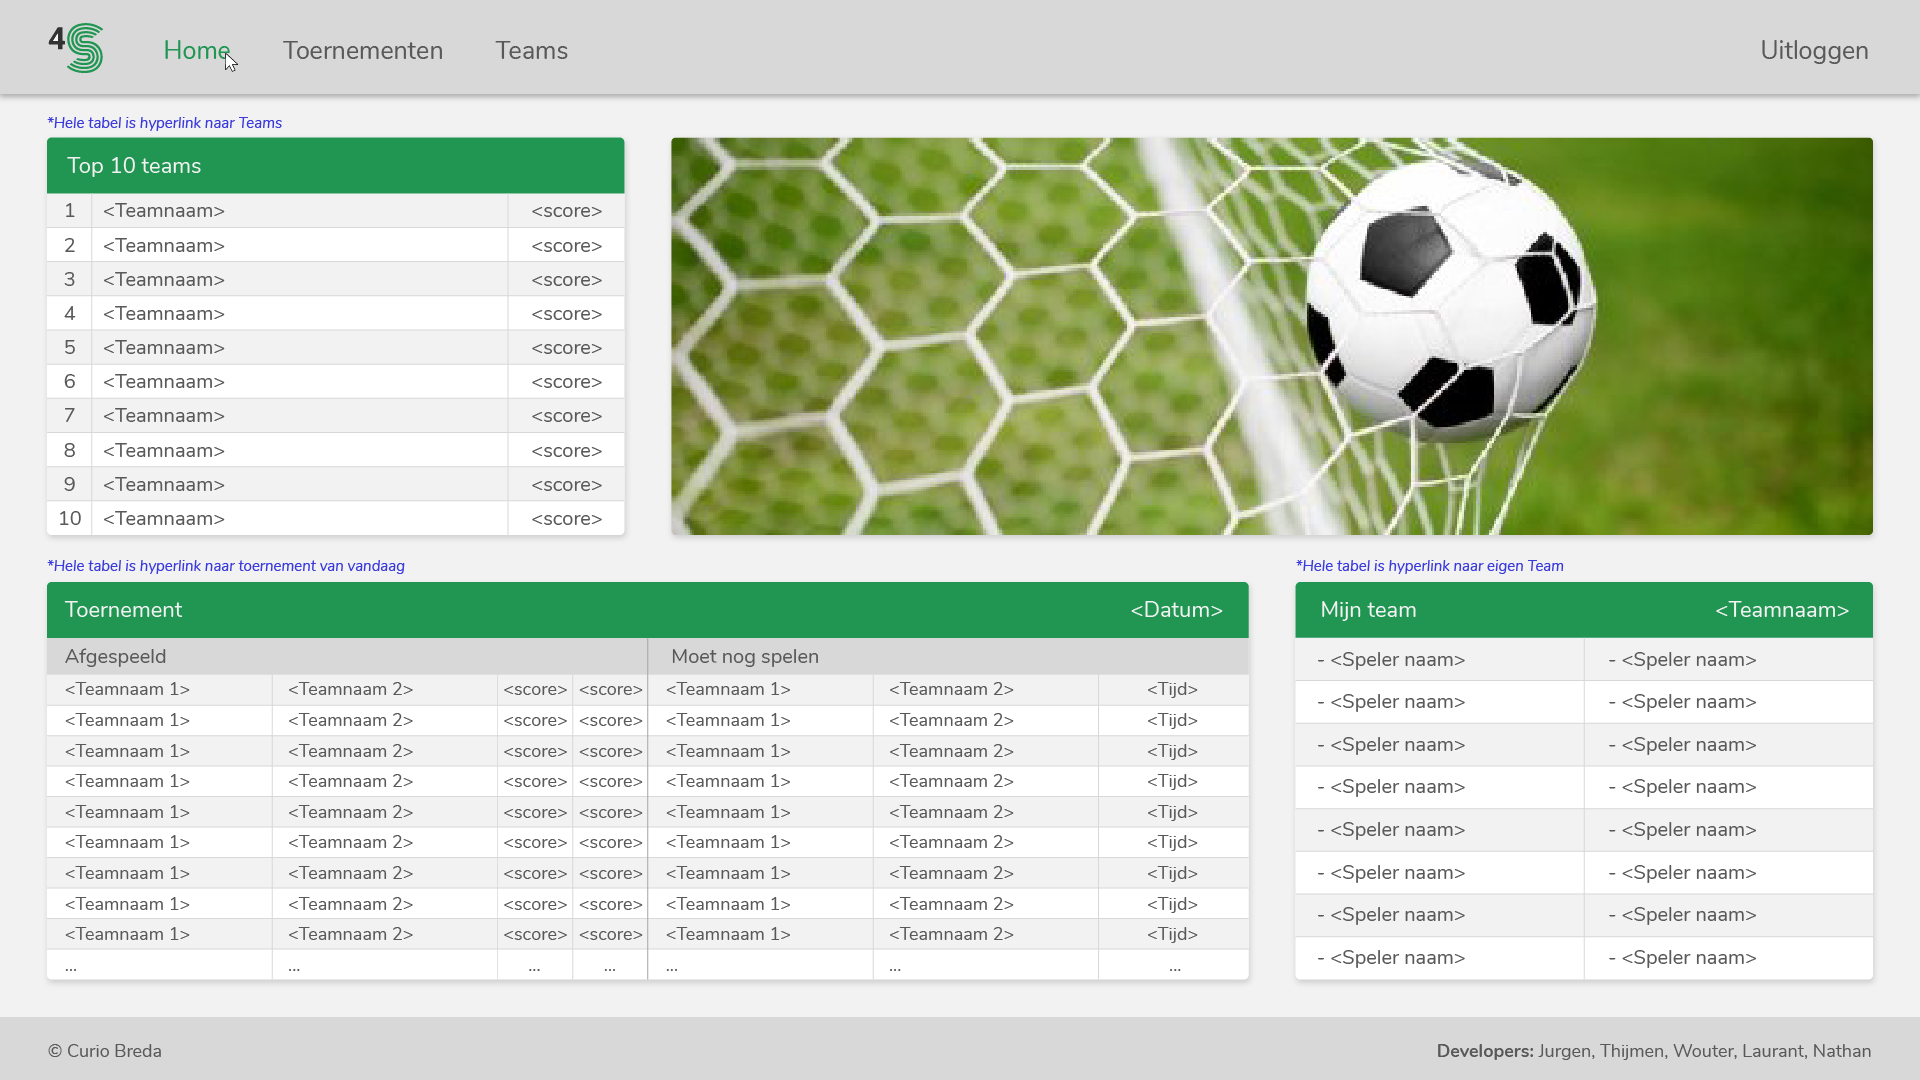 4S Home Toernementen Teams Uitloggen
*Hele tabel is hyperlink naar Teams
Top 10 teams
1 <Teamnaam> <score>
2 <Teamnaam> <score>
3 <Teamnaam> <score>
4 <Teamnaam> <score>
5 <Teamnaam> <score>
6 <Teamnaam> <score>
7 <Teamnaam> <score>
8 <Teamnaam> <score>
9 <Teamnaam> <score>
10 <Teamnaam> <score>
*Hele tabel is hyperlink naar toernement van vandaag
Toernement <Datum>
Afgespeeld Moet nog spelen
<Teamnaam 1> <Teamnaam 2> <score> <score> <Teamnaam 1> <Teamnaam 2> <Tijd>
<Teamnaam 1> <Teamnaam 2> <score> <score> <Teamnaam 1> <Teamnaam 2> <Tijd>
<Teamnaam 1> <Teamnaam 2> <score> <score> <Teamnaam 1> <Teamnaam 2> <Tijd>
<Teamnaam 1> <Teamnaam 2> <score> <score> <Teamnaam 1> <Teamnaam 2> <Tijd>
<Teamnaam 1> <Teamnaam 2> <score> <score> <Teamnaam 1> <Teamnaam 2> <Tijd>
<Teamnaam 1> <Teamnaam 2> <score> <score> <Teamnaam 1> <Teamnaam 2> <Tijd>
<Teamnaam 1> <Teamnaam 2> <score> <score> <Teamnaam 1> <Teamnaam 2> <Tijd>
<Teamnaam 1> <Teamnaam 2> <score> <score> <Teamnaam 1> <Teamnaam 2> <Tijd>
<Teamnaam 1> <Teamnaam 2> <score> <score> <Teamnaam 1> <Teamnaam 2> <Tijd>
... ... ... ... ... ... ...
*Hele tabel is hyperlink naar eigen Team
Mijn team <Teamnaam>
- <Speler naam> - <Speler naam>
- <Speler naam> - <Speler naam>
- <Speler naam> - <Speler naam>
- <Speler naam> - <Speler naam>
- <Speler naam> - <Speler naam>
- <Speler naam> - <Speler naam>
- <Speler naam> - <Speler naam>
- <Speler naam> - <Speler naam>
© Curio Breda
Developers: Jurgen, Thijmen, Wouter, Laurant, Nathan